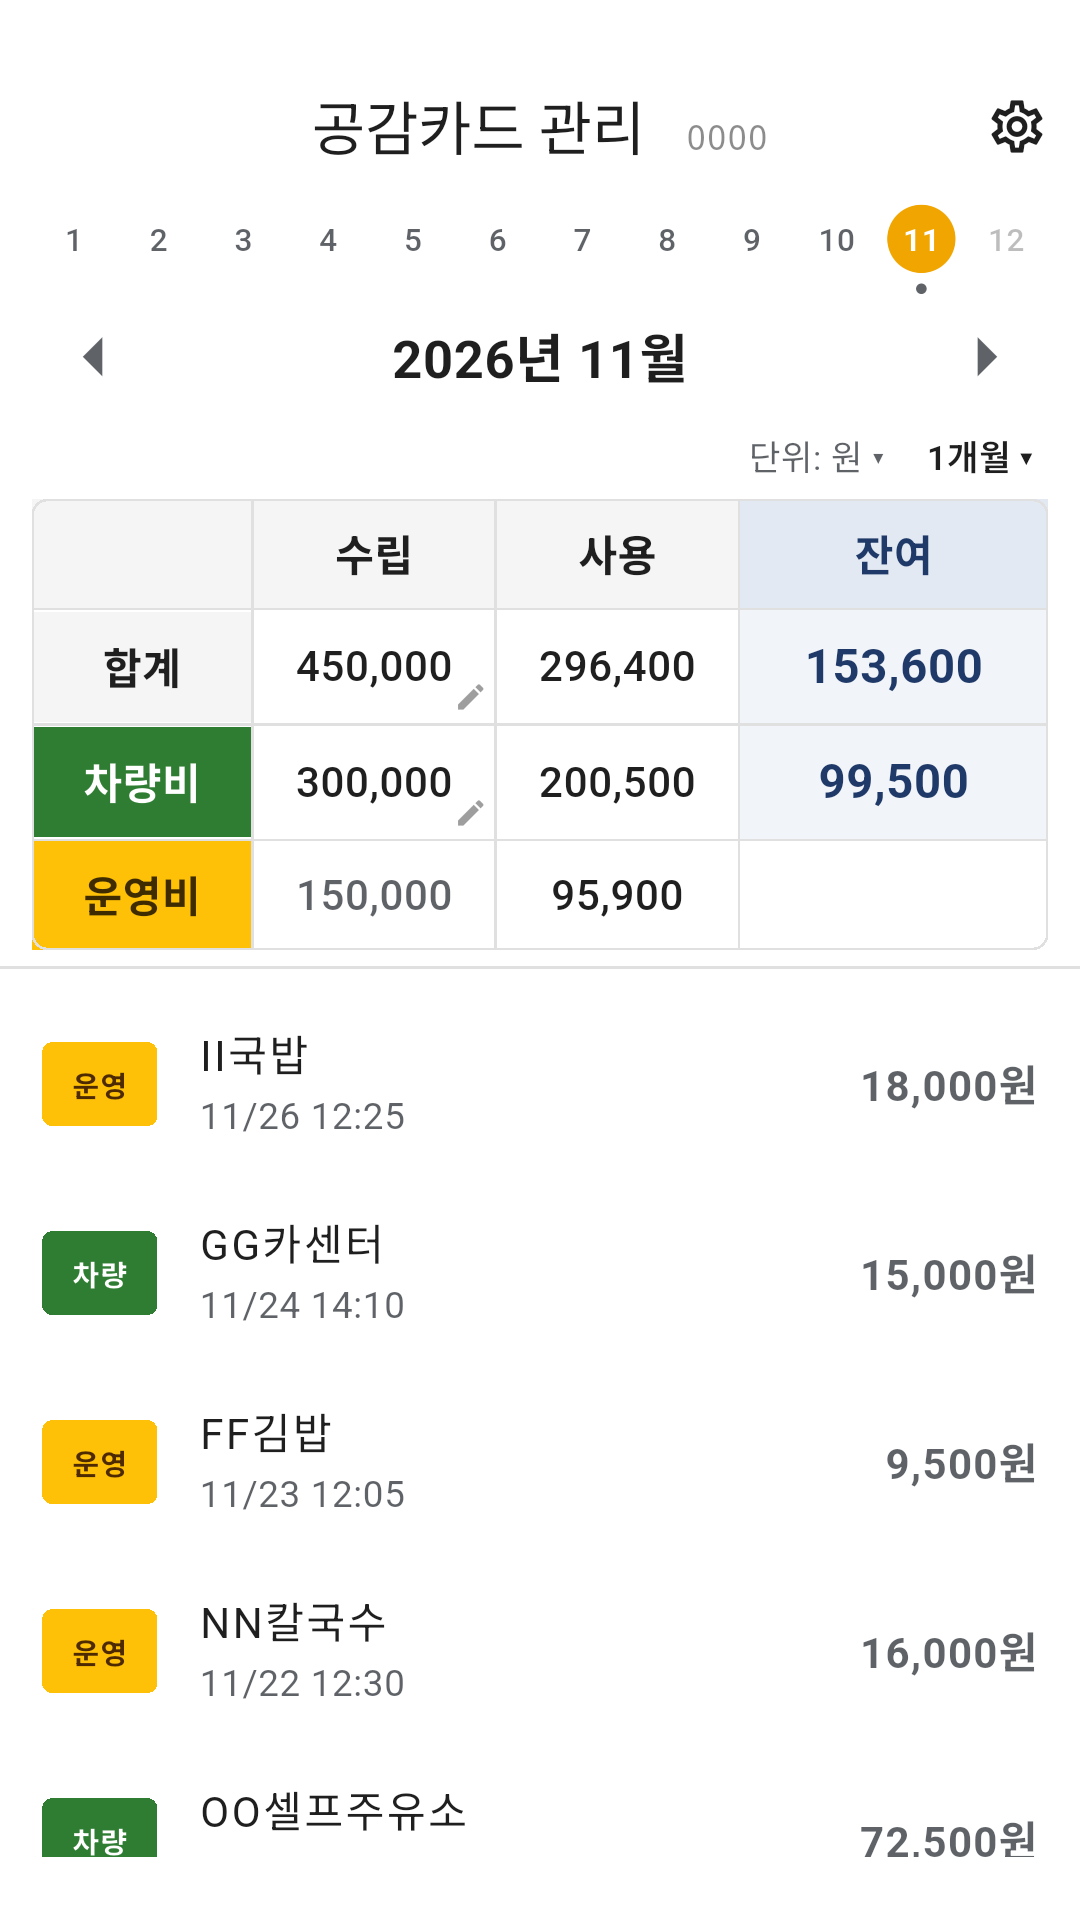 공감카드 관리 0000
1 2 3 4 5 6 7 8 9 10 11 12
2026년 11월
단위: 원 ▾ 1개월 ▾
수립 사용 잔여
합계 450,000 296,400 153,600
차량비 300,000 200,500 99,500
운영비 150,000 95,900
운영 II국밥 18,000원
11/26 12:25
차량 GG카센터 15,000원
11/24 14:10
운영 FF김밥 9,500원
11/23 12:05
운영 NN칼국수 16,000원
11/22 12:30
차량 OO셀프주유소 72,500원